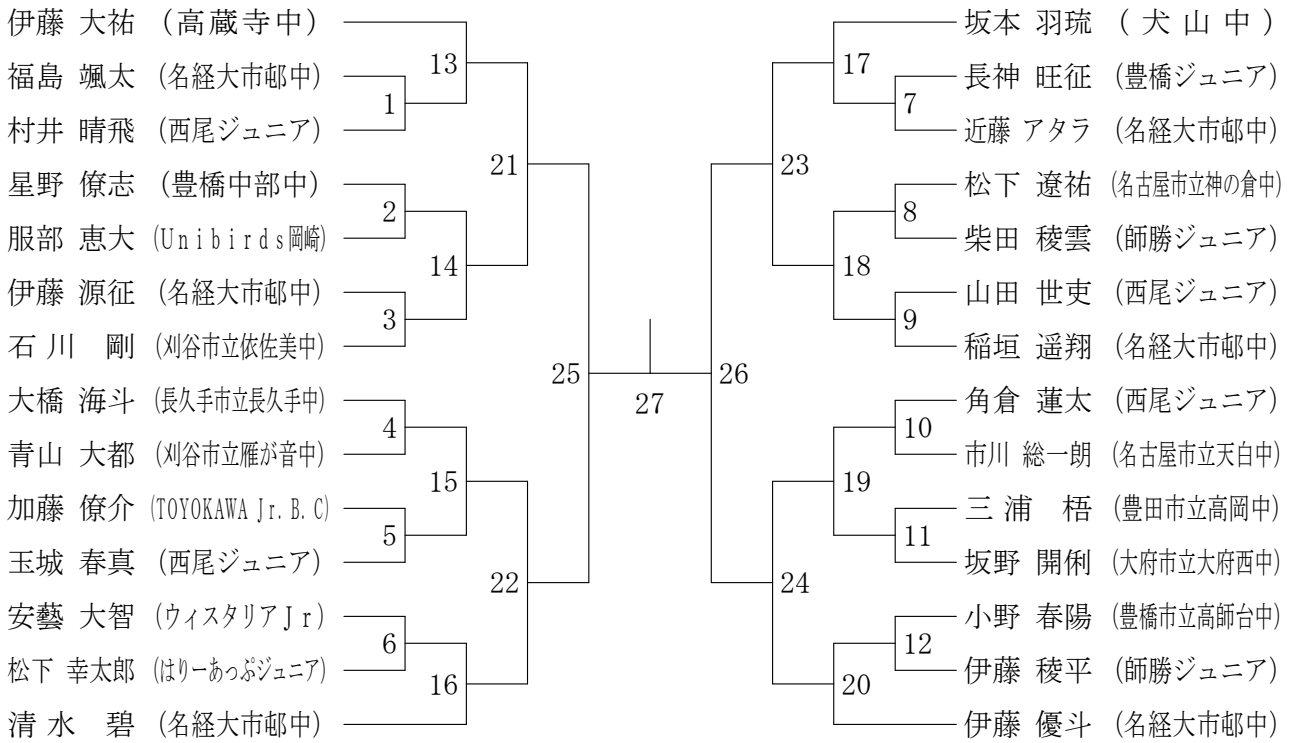 伊藤 大祐 (高蔵寺中)
福島 颯太 (名経大市邨中)
村井 晴飛 (西尾ジュニア)
星野 僚志 (豊橋中部中)
服部 恵大 (Unibirds岡崎)
伊藤 源征 (名経大市邨中)
石川 剛 (刈谷市立依佐美中)
大橋 海斗 (長久手市立長久手中)
青山 大都 (刈谷市立雁が音中)
加藤 僚介 (TOYOKAWA Jr.B.C)
玉城 春真 (西尾ジュニア)
安藝 大智 (ウィスタリアJr)
松下 幸太郎 (はりーあっぷジュニア)
清水 碧 (名経大市邨中)
1
2
3
4
5
6
13
14
15
16
21
22
25
27
26
23
24
17
18
19
20
7
8
9
10
11
12
坂本 羽琉 (犬山中)
長神 旺征 (豊橋ジュニア)
近藤 アタラ (名経大市邨中)
松下 遼祐 (名古屋市立神の倉中)
柴田 稜雲 (師勝ジュニア)
山田 世吏 (西尾ジュニア)
稲垣 遥翔 (名経大市邨中)
角倉 蓮太 (西尾ジュニア)
市川 総一朗 (名古屋市立天白中)
三浦 梧 (豊田市立高岡中)
坂野 開俐 (大府市立大府西中)
小野 春陽 (豊橋市立高師台中)
伊藤 稜平 (師勝ジュニア)
伊藤 優斗 (名経大市邨中)